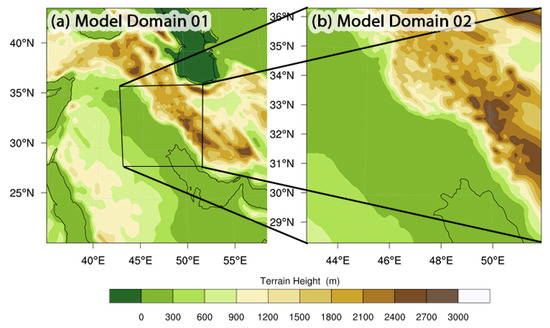 (a) Model Domain 01
(b) Model Domain 02
40°N
35°N
30°N
25°N
40°E
45°E
50°E
55°E
36°N
35°N
34°N
33°N
32°N
31°N
30°N
29°N
44°E
46°E
48°E
50°E
Terrain Height (m)
0 300 600 900 1200 1500 1800 2100 2400 2700 3000